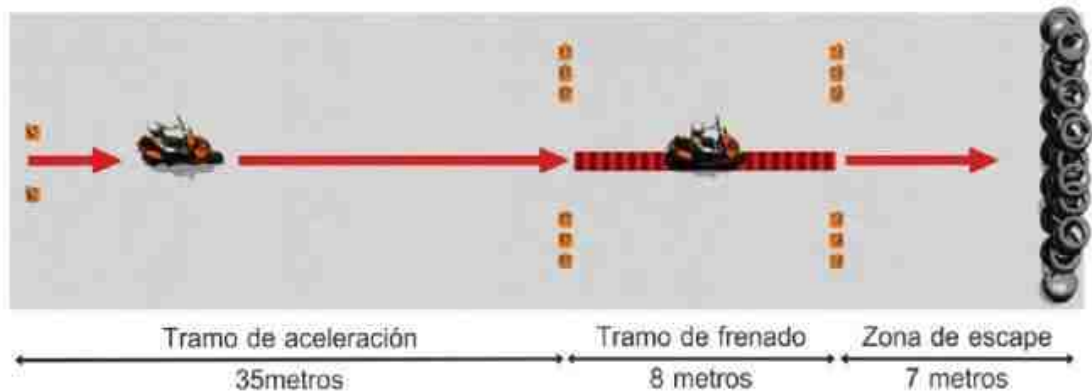 Tramo de aceleración
Tramo de frenado
Zona de escape
35metros
8 metros
7 metros